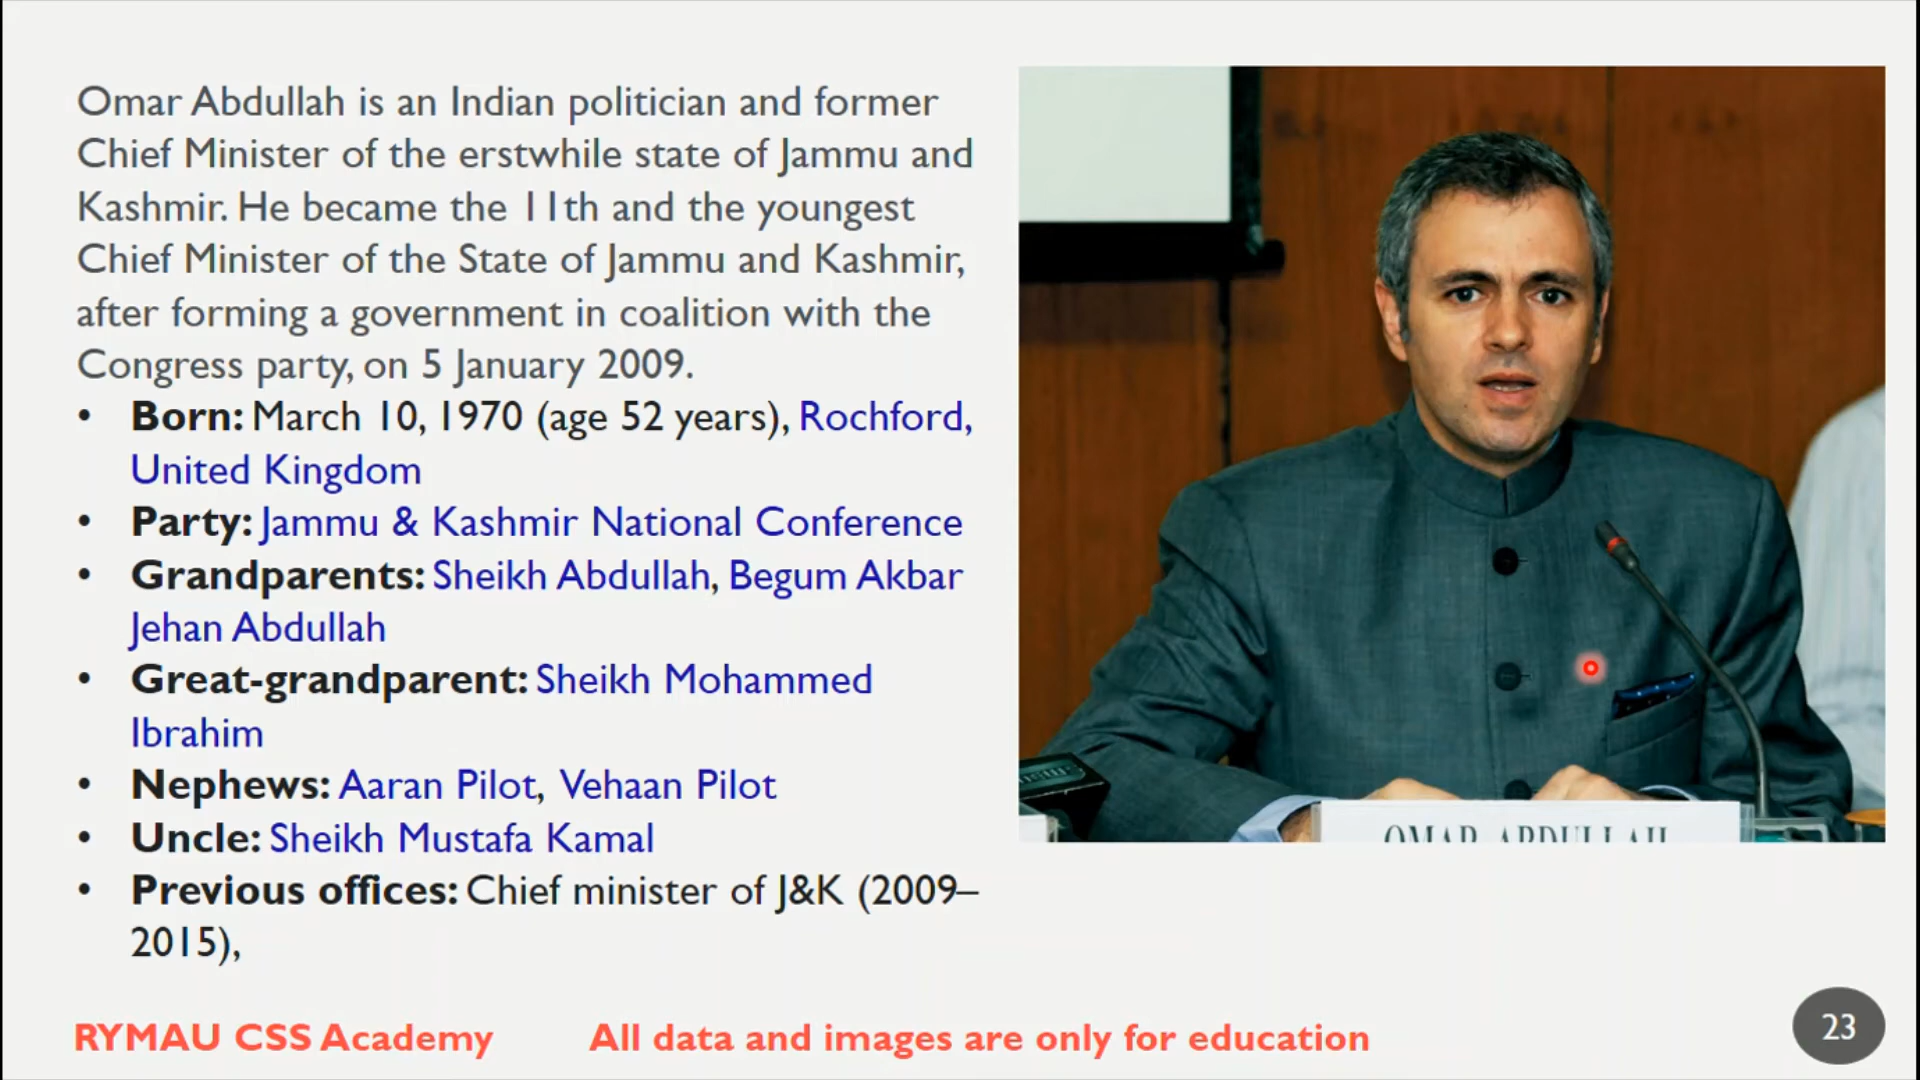 Omar Abdullah is an Indian politician and former
Chief Minister of the erstwhile state of Jammu and
Kashmir. He became the 11th and the youngest
Chief Minister of the State of Jammu and Kashmir,
after forming a government in coalition with the
Congress party, on 5 January 2009.
• Born: March 10, 1970 (age 52 years), Rochford,
United Kingdom
• Party: Jammu & Kashmir National Conference
• Grandparents: Sheikh Abdullah, Begum Akbar
Jehan Abdullah
• Great-grandparent: Sheikh Mohammed
Ibrahim
• Nephews: Aaran Pilot, Vehaan Pilot
• Uncle: Sheikh Mustafa Kamal
• Previous offices: Chief minister of J&K (2009–
2015),
OMAR ABDULLAH
RYMAU CSS Academy All data and images are only for education
23